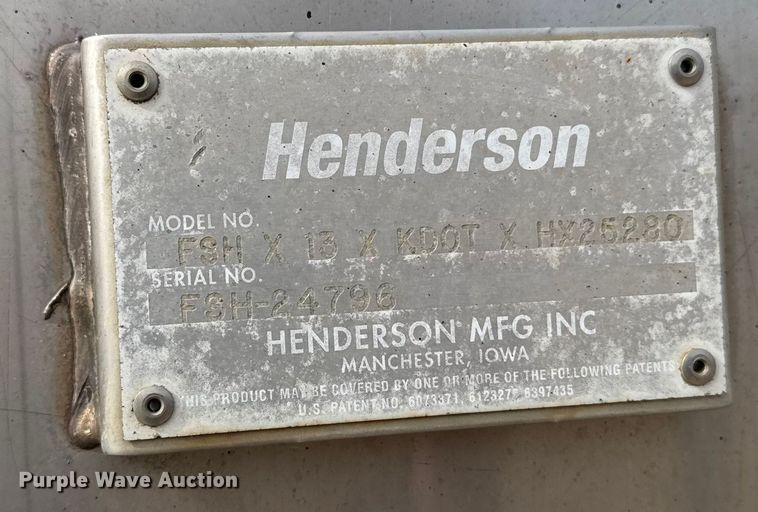 Henderson
MODEL NO.
FSH X 13 X KDOT X HX25280
SERIAL NO.
FSH-24796
HENDERSON MFG INC
MANCHESTER, IOWA
THIS PRODUCT MAY BE COVERED BY ONE OR MORE OF THE FOLLOWING PATENTS
U.S. PATENT NO. 6073371, 6397435
Purple Wave Auction